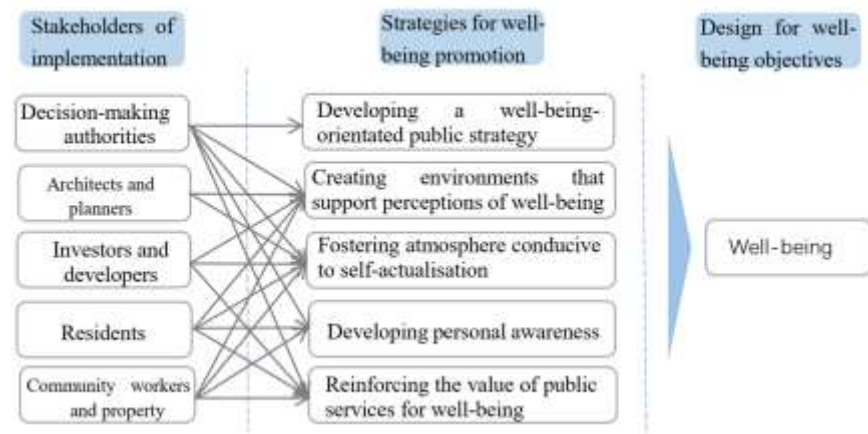 Stakeholders of
implementation
Strategies for well-
being promotion
Design for well-
being objectives
Decision-making
authorities
Developing a well-being-
orientated public strategy
Architects and
planners
Creating environments that
support perceptions of well-being
Investors and
developers
Fostering atmosphere conducive
to self-actualisation
Well-being
Residents
Developing personal awareness
Community workers
and property
Reinforcing the value of public
services for well-being